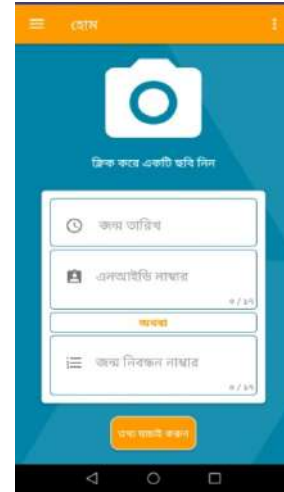 হোম
ক্লিক করে একটি ছবি নিন
জন্ম তারিখ
এনআইডি নাম্বার
০/১৭
অথবা
জন্ম নিবন্ধন নাম্বার
০/১৭
তথ্য যাচাই করুন